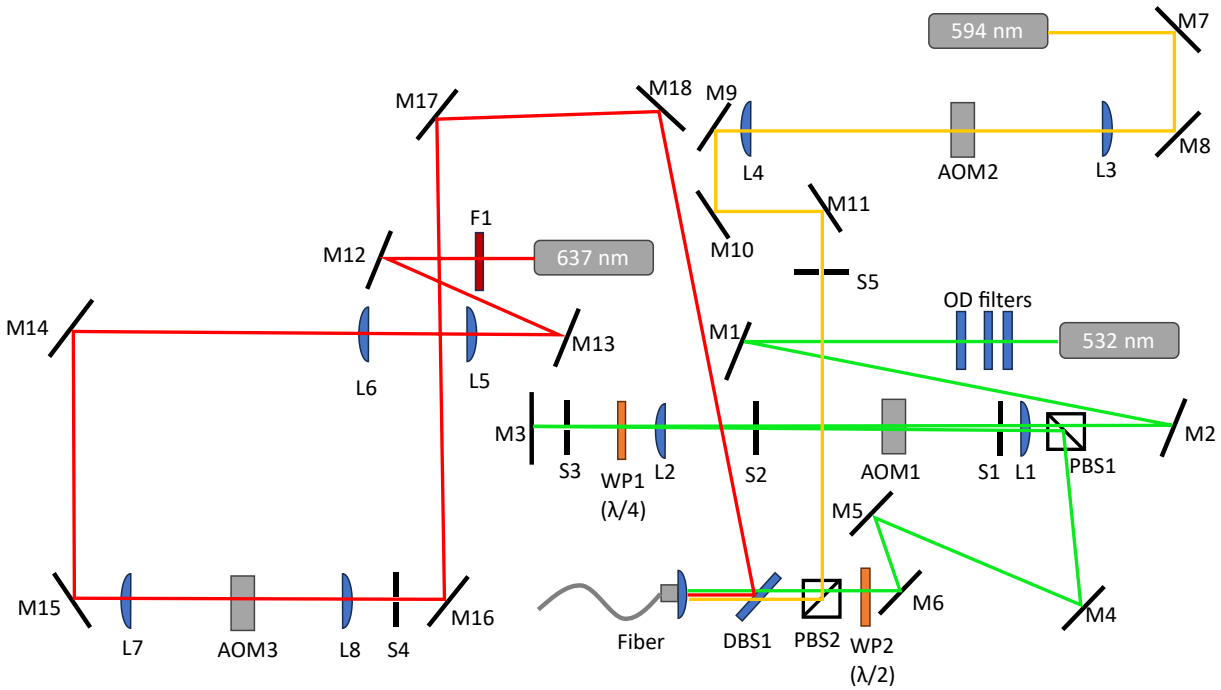 M7
594 nm
M18
M9
M17
M8
L4
AOM2
L3
M11
F1
M10
M12
637 nm
S5
OD filters
M14
M1
532 nm
M13
L6
L5
M3
M2
S3
L2
S2
AOM1
S1
L1
PBS1
WP1
(λ/4)
M5
M15
M16
M6
M4
L7
AOM3
L8
S4
Fiber
DBS1
PBS2
WP2
(λ/2)